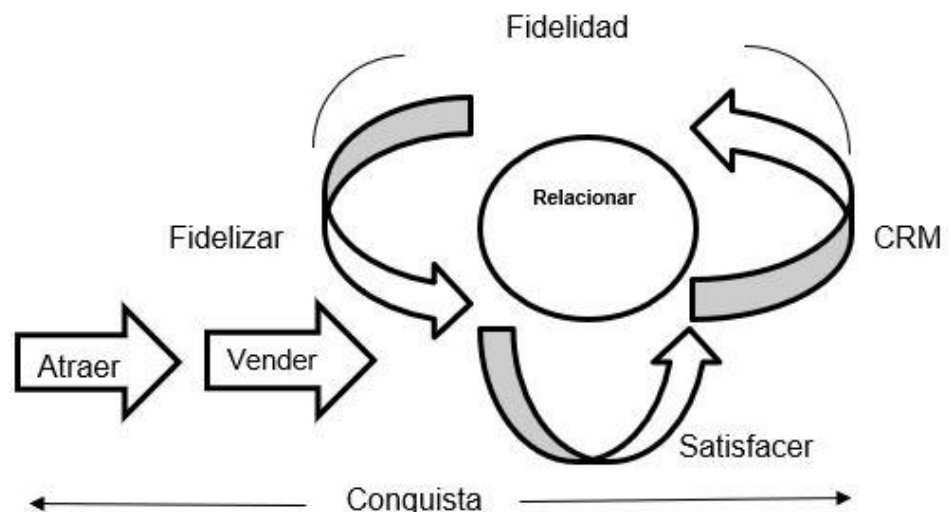 Fidelidad
Relacionar
Fidelizar
CRM
Atraer
Vender
Satisfacer
Conquista